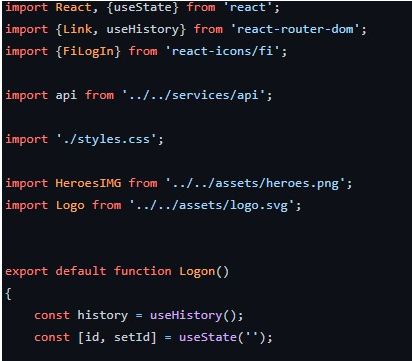 import React, {useState} from 'react';
import {Link, useHistory} from 'react-router-dom';
import {FiLogIn} from 'react-icons/fi';
import api from '../../services/api';
import './styles.css';
import HeroesIMG from '../../assets/heroes.png';
import Logo from '../../assets/logo.svg';
export default function Logon()
{
    const history = useHistory();
    const [id, setId] = useState('');